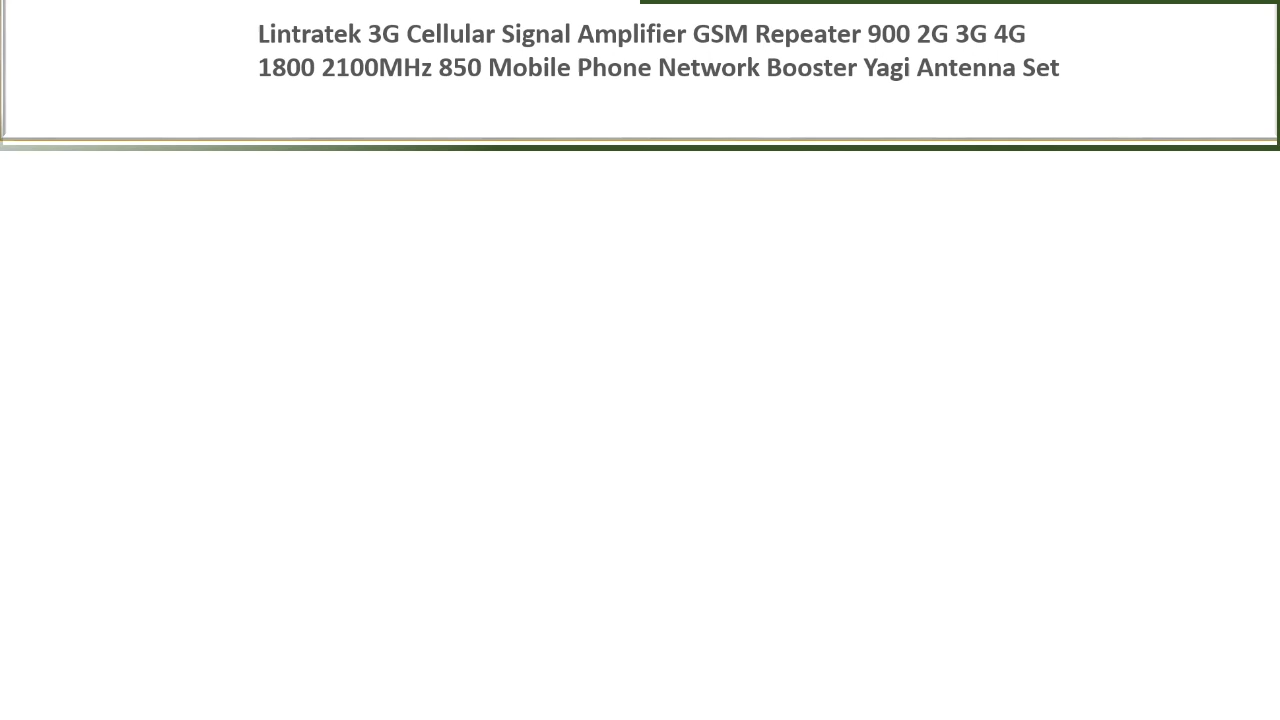 Lintratek 3G Cellular Signal Amplifier GSM Repeater 900 2G 3G 4G
1800 2100MHz 850 Mobile Phone Network Booster Yagi Antenna Set